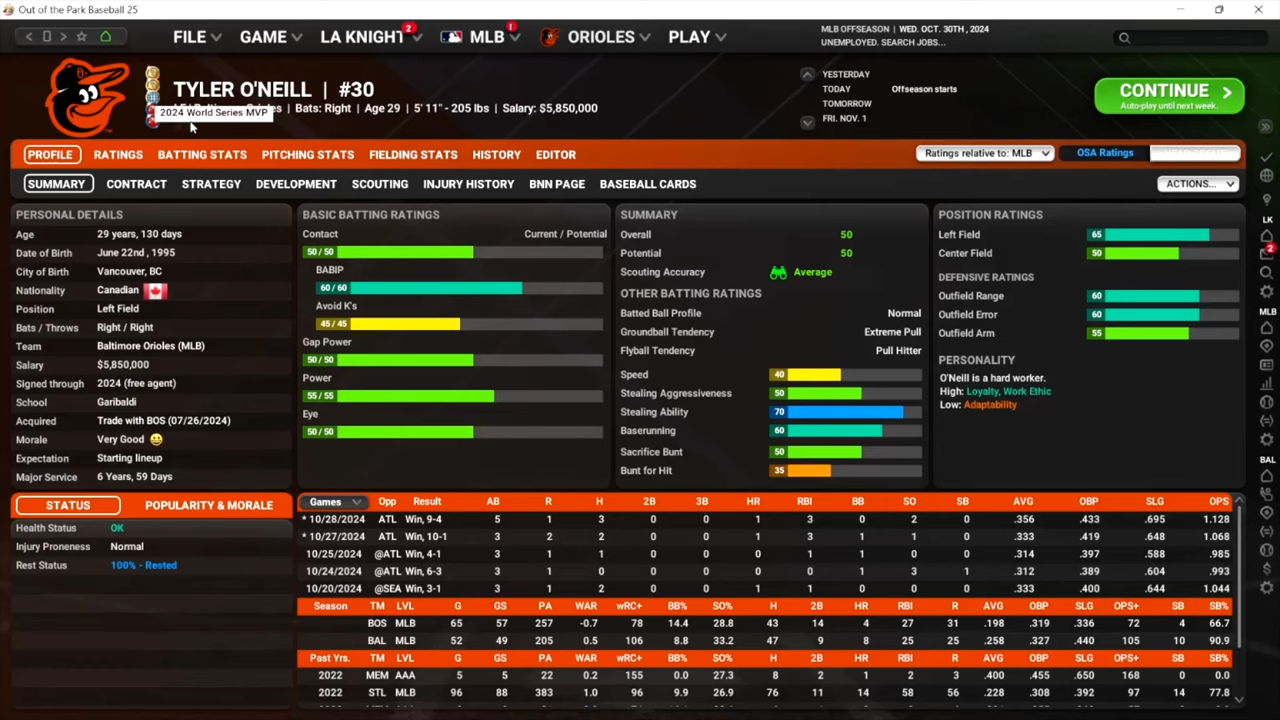 Out of the Park Baseball 25
FILE GAME LA KNIGHT 2 MLB ! ORIOLES PLAY
MLB OFFSEASON | WED. OCT. 30TH, 2024
UNEMPLOYED. SEARCH JOBS...
TYLER O'NEILL | #30
| Bats: Right | Age 29 | 5' 11" - 205 lbs | Salary: $5,850,000
2024 World Series MVP
YESTERDAY
TODAY Offseason starts
TOMORROW
FRI. NOV. 1
CONTINUE
Auto-play until next week.
PROFILE RATINGS BATTING STATS PITCHING STATS FIELDING STATS HISTORY EDITOR
Ratings relative to: MLB OSA Ratings
SUMMARY CONTRACT STRATEGY DEVELOPMENT SCOUTING INJURY HISTORY BNN PAGE BASEBALL CARDS ACTIONS...
PERSONAL DETAILS
Age 29 years, 130 days
Date of Birth June 22nd, 1995
City of Birth Vancouver, BC
Nationality Canadian
Position Left Field
Bats / Throws Right / Right
Team Baltimore Orioles (MLB)
Salary $5,850,000
Signed through 2024 (free agent)
School Garibaldi
Acquired Trade with BOS (07/26/2024)
Morale Very Good
Expectation Starting lineup
Major Service 6 Years, 59 Days
BASIC BATTING RATINGS
Contact Current / Potential
50 / 50
BABIP
60 / 60
Avoid K's
45 / 45
Gap Power
50 / 50
Power
55 / 55
Eye
50 / 50
SUMMARY
Overall 50
Potential 50
Scouting Accuracy Average
OTHER BATTING RATINGS
Batted Ball Profile Normal
Groundball Tendency Extreme Pull
Flyball Tendency Pull Hitter
Speed 40
Stealing Aggressiveness 50
Stealing Ability 70
Baserunning 60
Sacrifice Bunt 50
Bunt for Hit 35
POSITION RATINGS
Left Field 65
Center Field 50
DEFENSIVE RATINGS
Outfield Range 60
Outfield Error 60
Outfield Arm 55
PERSONALITY
O'Neill is a hard worker.
High: Loyalty, Work Ethic
Low: Adaptability
LK
2
MLB
BAL
STATUS POPULARITY & MORALE
Health Status OK
Injury Proneness Normal
Rest Status 100% - Rested
Games Opp Result AB R H 2B 3B HR RBI BB SO SB AVG OBP SLG OPS
* 10/28/2024 ATL Win, 9-4 5 1 3 0 0 1 3 0 2 0 .356 .433 .695 1.128
* 10/27/2024 ATL Win, 10-1 3 2 2 0 0 1 3 1 1 0 .333 .419 .648 1.068
10/25/2024 @ATL Win, 4-1 3 1 1 0 0 0 1 1 0 0 .314 .397 .588 .985
10/24/2024 @ATL Win, 6-3 3 1 0 0 0 0 0 1 3 1 .312 .389 .604 .993
10/20/2024 @SEA Win, 3-1 3 1 2 0 0 1 1 0 0 0 .333 .400 .644 1.044
Season TM LVL G GS PA WAR wRC+ BB% SO% H 2B HR RBI R AVG OBP SLG OPS+ SB SB%
BOS MLB 65 57 257 -0.7 78 14.4 28.8 43 14 4 27 31 .198 .319 .336 72 4 66.7
BAL MLB 52 49 205 0.5 106 8.8 33.2 47 9 8 25 25 .258 .327 .440 105 10 90.9
Past Yrs. TM LVL G GS PA WAR wRC+ BB% SO% H 2B HR RBI R AVG OBP SLG OPS+ SB SB%
2022 MEM AAA 5 5 22 0.2 155 0.0 27.3 8 2 1 2 3 .400 .455 .650 168 0 0.0
2022 STL MLB 96 88 383 1.0 96 9.9 26.9 76 11 14 58 56 .228 .308 .392 97 14 77.8